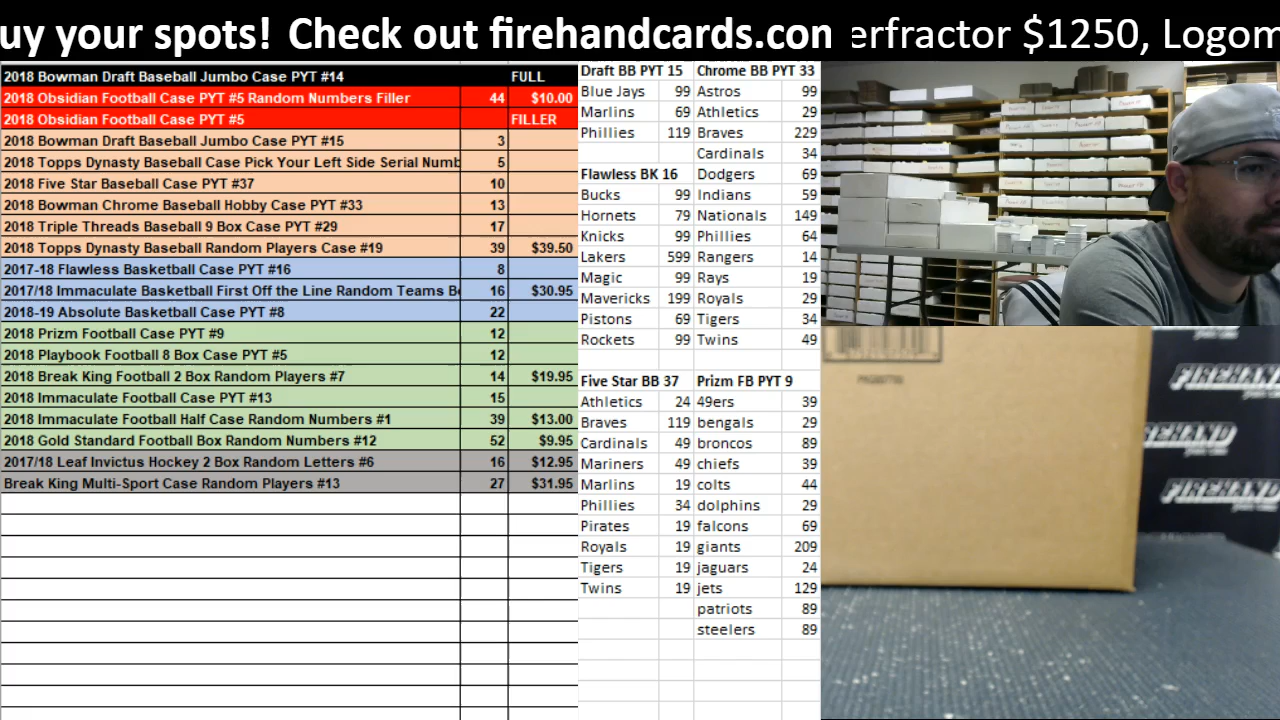 uy your spots! Check out firehandcards.con
erfractor $1250, Logom
2018 Bowman Draft Baseball Jumbo Case PYT #14 FULL
2018 Obsidian Football Case PYT #5 Random Numbers Filler 44 $10.00
2018 Obsidian Football Case PYT #5 FILLER
2018 Bowman Draft Baseball Jumbo Case PYT #15 3
2018 Topps Dynasty Baseball Case Pick Your Left Side Serial Numb 5
2018 Five Star Baseball Case PYT #37 10
2018 Bowman Chrome Baseball Hobby Case PYT #33 13
2018 Triple Threads Baseball 9 Box Case PYT #29 17
2018 Topps Dynasty Baseball Random Players Case #19 39 $39.50
2017-18 Flawless Basketball Case PYT #16 8
2017/18 Immaculate Basketball First Off the Line Random Teams Bo 16 $30.95
2018-19 Absolute Basketball Case PYT #8 22
2018 Prizm Football Case PYT #9 12
2018 Playbook Football 8 Box Case PYT #5 12
2018 Break King Football 2 Box Random Players #7 14 $19.95
2018 Immaculate Football Case PYT #13 15
2018 Immaculate Football Half Case Random Numbers #1 39 $13.00
2018 Gold Standard Football Box Random Numbers #12 52 $9.95
2017/18 Leaf Invictus Hockey 2 Box Random Letters #6 16 $12.95
Break King Multi-Sport Case Random Players #13 27 $31.95
Draft BB PYT 15
Blue Jays 99
Marlins 69
Phillies 119
Flawless BK 16
Bucks 99
Hornets 79
Knicks 99
Lakers 599
Magic 99
Mavericks 199
Pistons 69
Rockets 99
Five Star BB 37
Athletics 24
Braves 119
Cardinals 49
Mariners 49
Marlins 19
Phillies 34
Pirates 19
Royals 19
Tigers 19
Twins 19
Chrome BB PYT 33
Astros 99
Athletics 29
Braves 229
Cardinals 34
Dodgers 69
Indians 59
Nationals 149
Phillies 64
Rangers 14
Rays 19
Royals 29
Tigers 34
Twins 49
Prizm FB PYT 9
49ers 39
bengals 29
broncos 89
chiefs 39
colts 44
dolphins 29
falcons 69
giants 209
jaguars 24
jets 129
patriots 89
steelers 89
FIREHAND
FIREHAND
FIREHAND